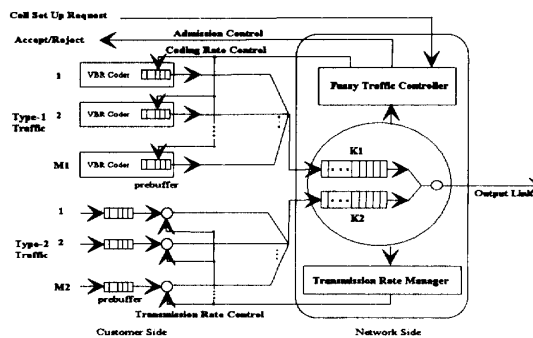 Call Set Up Request
Admission Control
Accept/Reject
Coding Rate Control
1
VBR Coder
Fuzzy Traffic Controller
Type-1
Traffic
2
VBR Coder
K1
M1
VBR Coder
prebuffer
Output Link
K2
1
Type-2
Traffic
2
M2
prebuffer
Transmission Rate Manager
Transmission Rate Control
Customer Side
Network Side